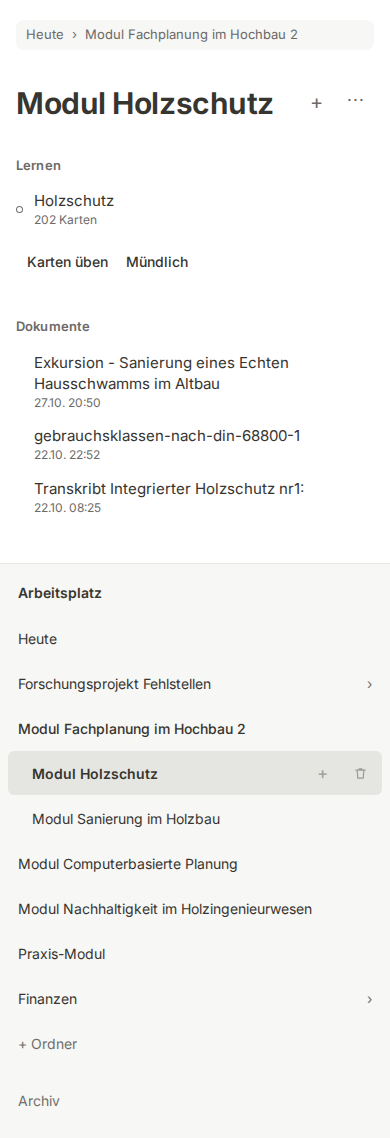 Heute › Modul Fachplanung im Hochbau 2
Modul Holzschutz + ···
Lernen
Holzschutz
202 Karten
Karten üben Mündlich
Dokumente
Exkursion - Sanierung eines Echten
Hausschwamms im Altbau
27.10. 20:50
gebrauchsklassen-nach-din-68800-1
22.10. 22:52
Transkribt Integrierter Holzschutz nr1:
22.10. 08:25
Arbeitsplatz
Heute
Forschungsprojekt Fehlstellen ›
Modul Fachplanung im Hochbau 2
Modul Holzschutz +
Modul Sanierung im Holzbau
Modul Computerbasierte Planung
Modul Nachhaltigkeit im Holzingenieurwesen
Praxis-Modul
Finanzen ›
+ Ordner
Archiv